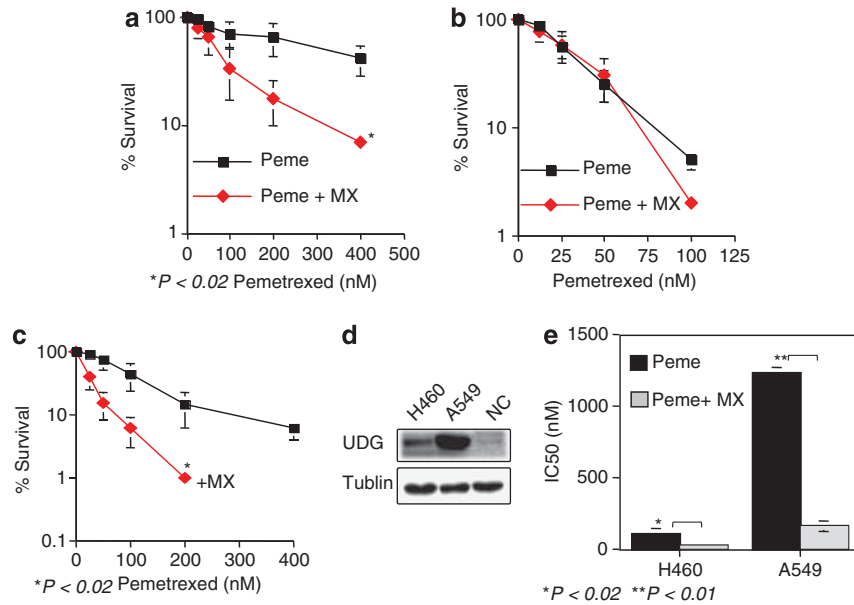 a
100
10
1
% Survival
Peme
Peme + MX
*
0 100 200 300 400 500
*P < 0.02 Pemetrexed (nM)
b
100
10
1
% Survival
Peme
Peme + MX
0 25 50 75 100 125
Pemetrexed (nM)
c
100
10
1
0.1
% Survival
*
+MX
0 100 200 300 400
*P < 0.02 Pemetrexed (nM)
d
H460 A549 NC
UDG
Tublin
e
1500
1000
500
0
IC50 (nM)
Peme
Peme+ MX
*
**
H460 A549
*P < 0.02 **P < 0.01